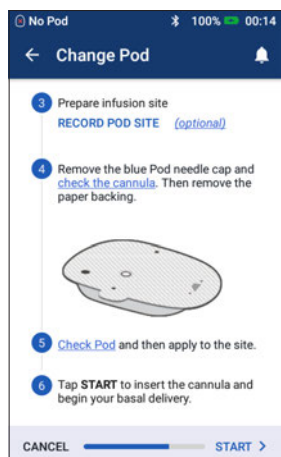 No Pod 100% 00:14
Change Pod
3 Prepare infusion site
RECORD POD SITE (optional)
4 Remove the blue Pod needle cap and
check the cannula. Then remove the
paper backing.
5 Check Pod and then apply to the site.
6 Tap START to insert the cannula and
begin your basal delivery.
CANCEL START >